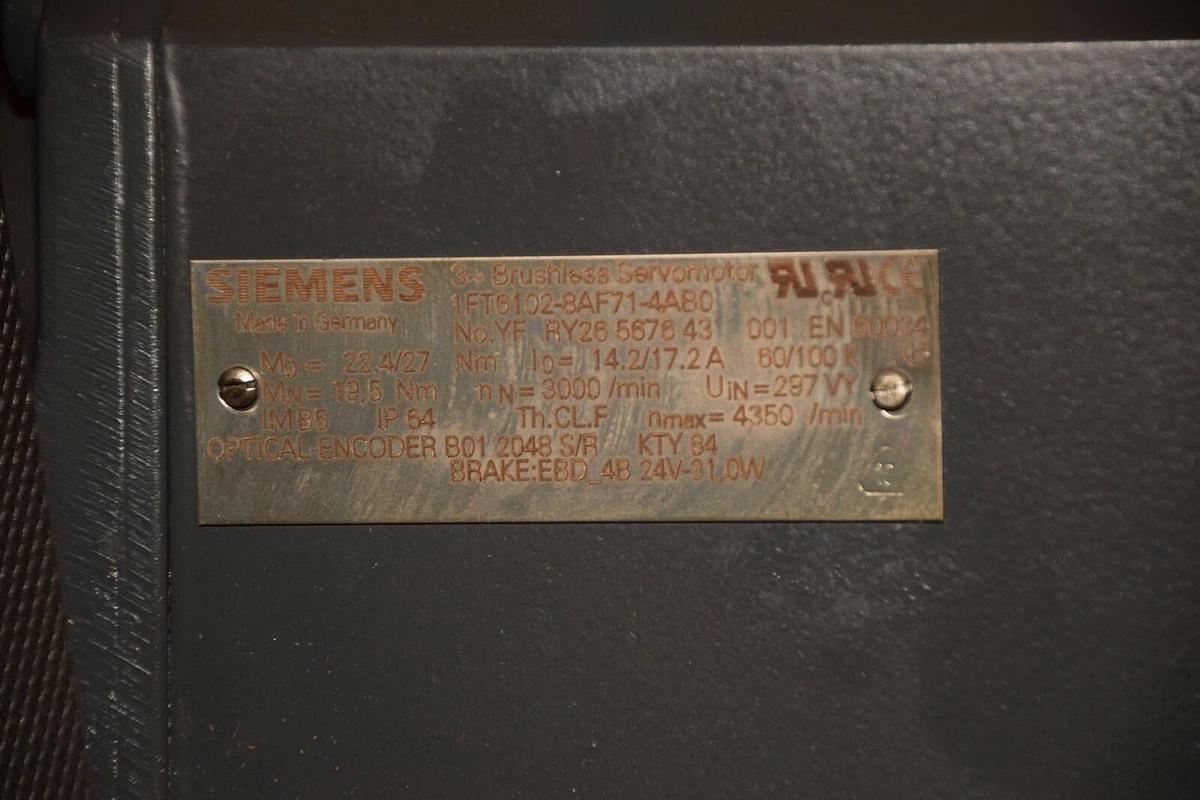 SIEMENS 3~ Brushless Servomotor
1FT6102-8AF71-4AB0
Made in Germany
No.YF RY26 5678 43 001 EN 60034
M0= 22.4/27 Nm I0= 14.2/17.2 A 60/100 K
MN= 19,5 Nm nN= 3000 /min UIN= 297 VY
IM B5 IP 64 Th.CL.F nmax= 4350 /min
OPTICAL-ENCODER B01 2048 S/R KTY 84
BRAKE:EBD_4B 24V-31,0W